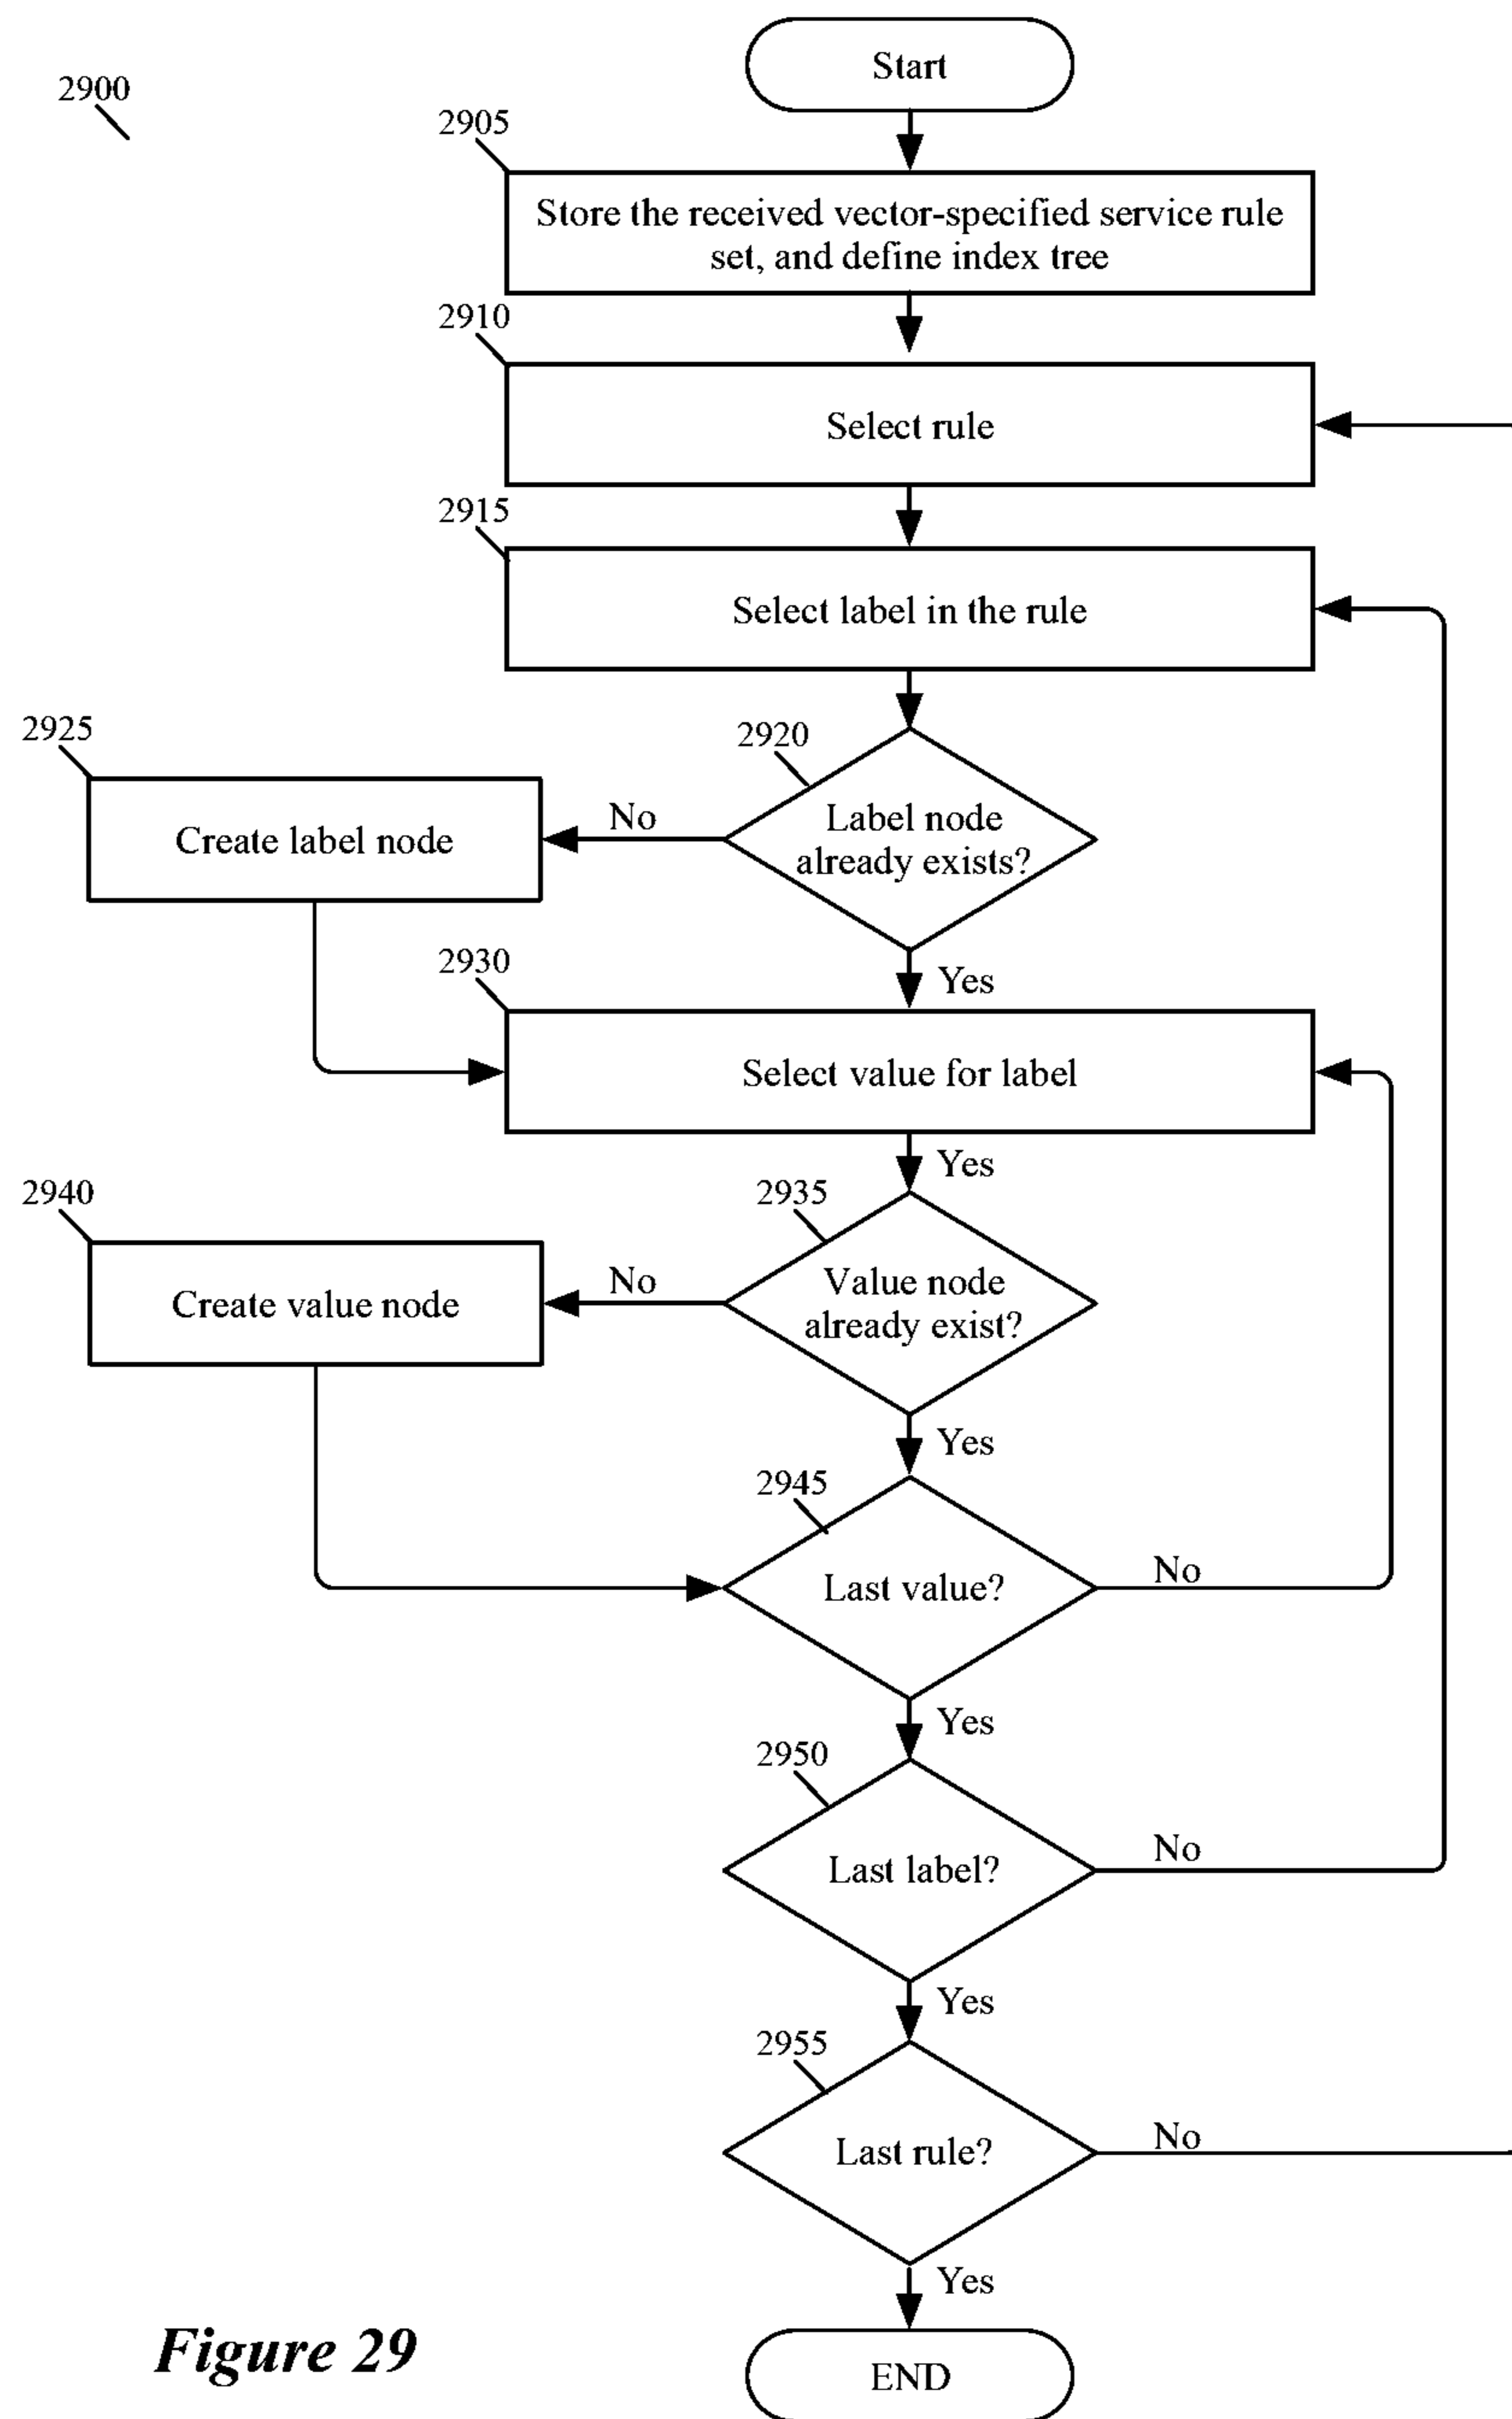 Start
2900
2905
Store the received vector-specified service rule
set, and define index tree
2910
Select rule
2915
Select label in the rule
2925
2920
Create label node
No
Label node
already exists?
2930
Yes
Select value for label
Yes
2940
2935
Create value node
No
Value node
already exist?
Yes
2945
Last value?
No
Yes
2950
Last label?
No
Yes
2955
Last rule?
No
Yes
Figure 29
END